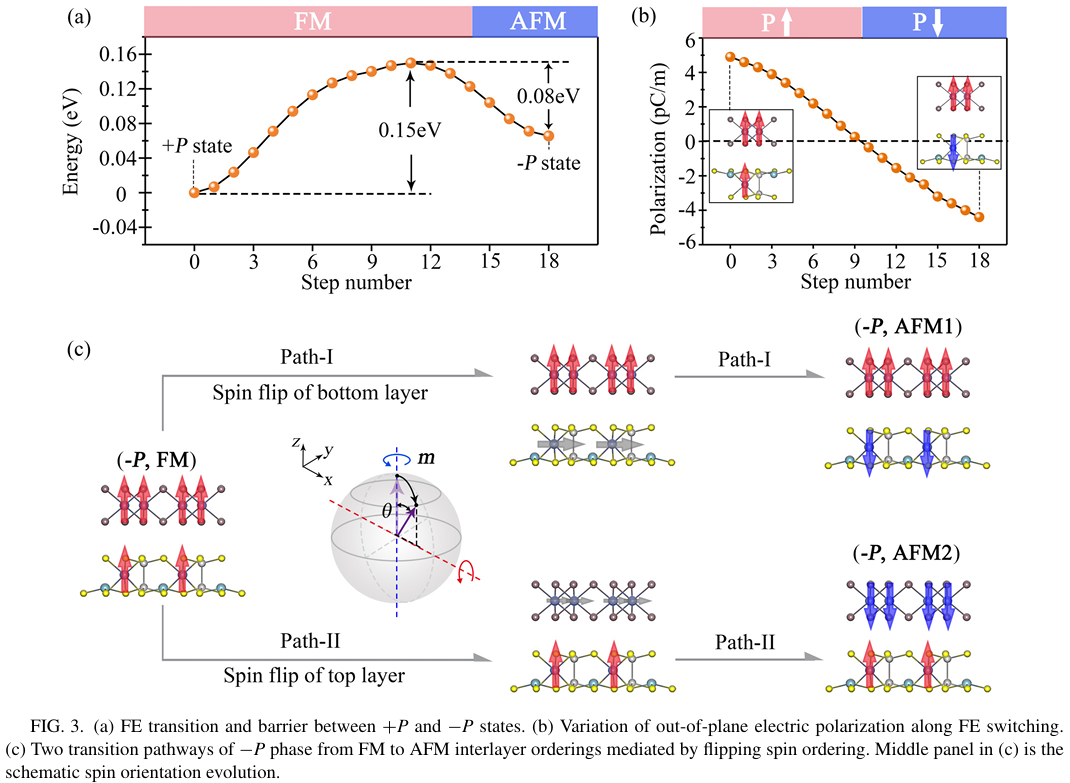 (a)
FM
AFM
0.16
0.12
0.08
0.04
0
-0.04
Energy (eV)
+P state
0.15eV
0.08eV
-P state
0 3 6 9 12 15 18
Step number
(b)
P
P
6
4
2
0
-2
-4
-6
Polarization (pC/m)
0 3 6 9 12 15 18
Step number
(c)
Path-I
Spin flip of bottom layer
Path-I
(-P, AFM1)
(-P, FM)
z
y
x
m
θ
(-P, AFM2)
Path-II
Spin flip of top layer
Path-II
FIG. 3. (a) FE transition and barrier between +P and −P states. (b) Variation of out-of-plane electric polarization along FE switching.
(c) Two transition pathways of −P phase from FM to AFM interlayer orderings mediated by flipping spin ordering. Middle panel in (c) is the
schematic spin orientation evolution.